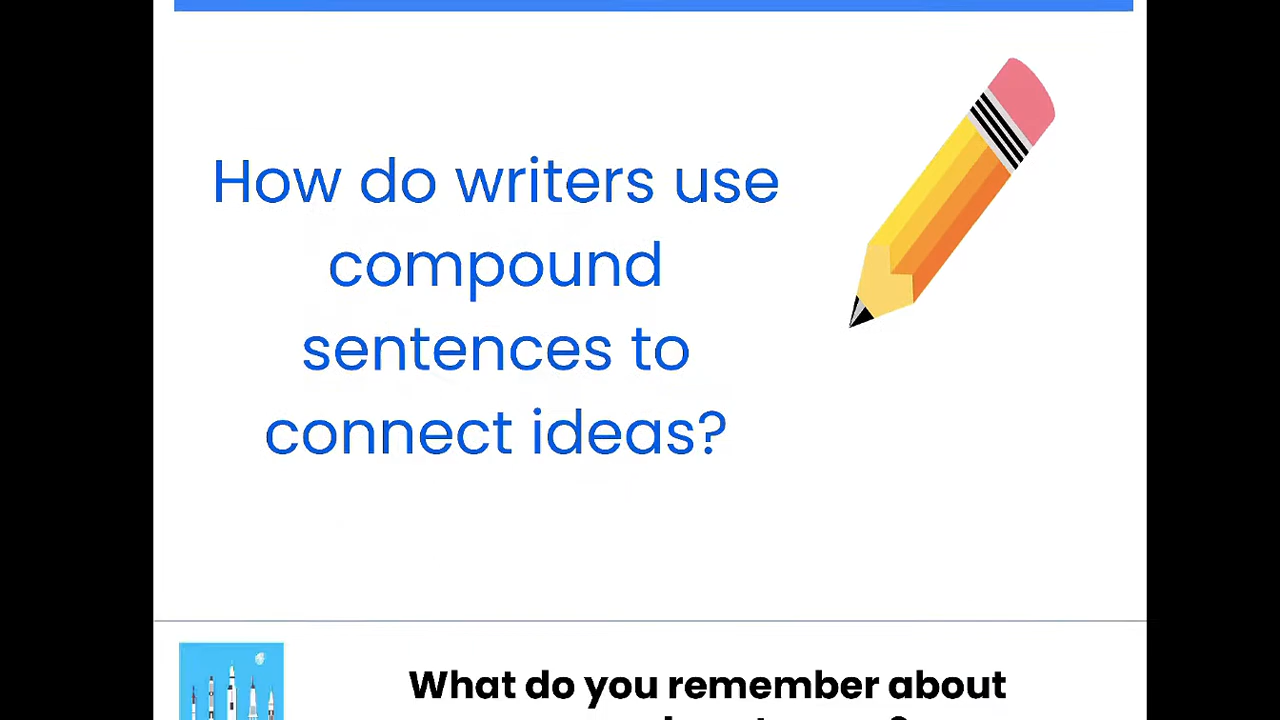 How do writers use
compound
sentences to
connect ideas?
What do you remember about